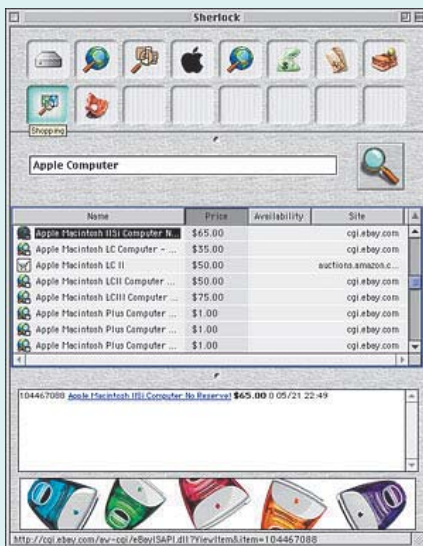 Sherlock
Shopping
Apple Computer
Name Price Availability Site
Apple Macintosh IISi Computer N... $65.00 cgi.ebay.com
Apple Macintosh LC Computer - ... $35.00 cgi.ebay.com
Apple Macintosh LC II $50.00 auctions.amazon.c...
Apple Macintosh LCII Computer ... $50.00 cgi.ebay.com
Apple Macintosh LCIII Computer ... $75.00 cgi.ebay.com
Apple Macintosh Plus Computer ... $1.00 cgi.ebay.com
Apple Macintosh Plus Computer ... $1.00 cgi.ebay.com
Apple Macintosh Plus Computer ... $1.00 cgi.ebay.com
104467088 Apple Macintosh IISi Computer No Reserve! $65.00 0 05/21 22:49
http://cgi.ebay.com/aw-cgi/eBayISAPI.dll?ViewItem&item=104467088